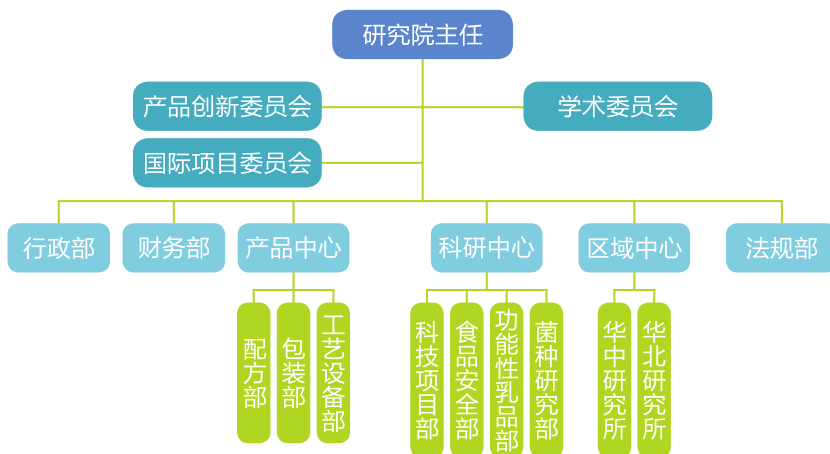 研究院主任
产品创新委员会
学术委员会
国际项目委员会
行政部
财务部
产品中心
科研中心
区域中心
法规部
配方部
包装部
工艺设备部
科技项目部
食品安全部
功能性乳品部
菌种研究部
华中研究所
华北研究所